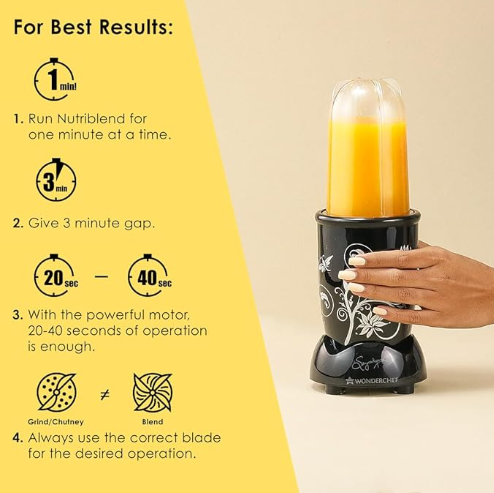 For Best Results:
1 min!
1. Run Nutriblend for
one minute at a time.
3 min
2. Give 3 minute gap.
20 sec – 40 sec
3. With the powerful motor,
20-40 seconds of operation
is enough.
≠
Grind/Chutney Blend
4. Always use the correct blade
for the desired operation.
WONDERCHEF